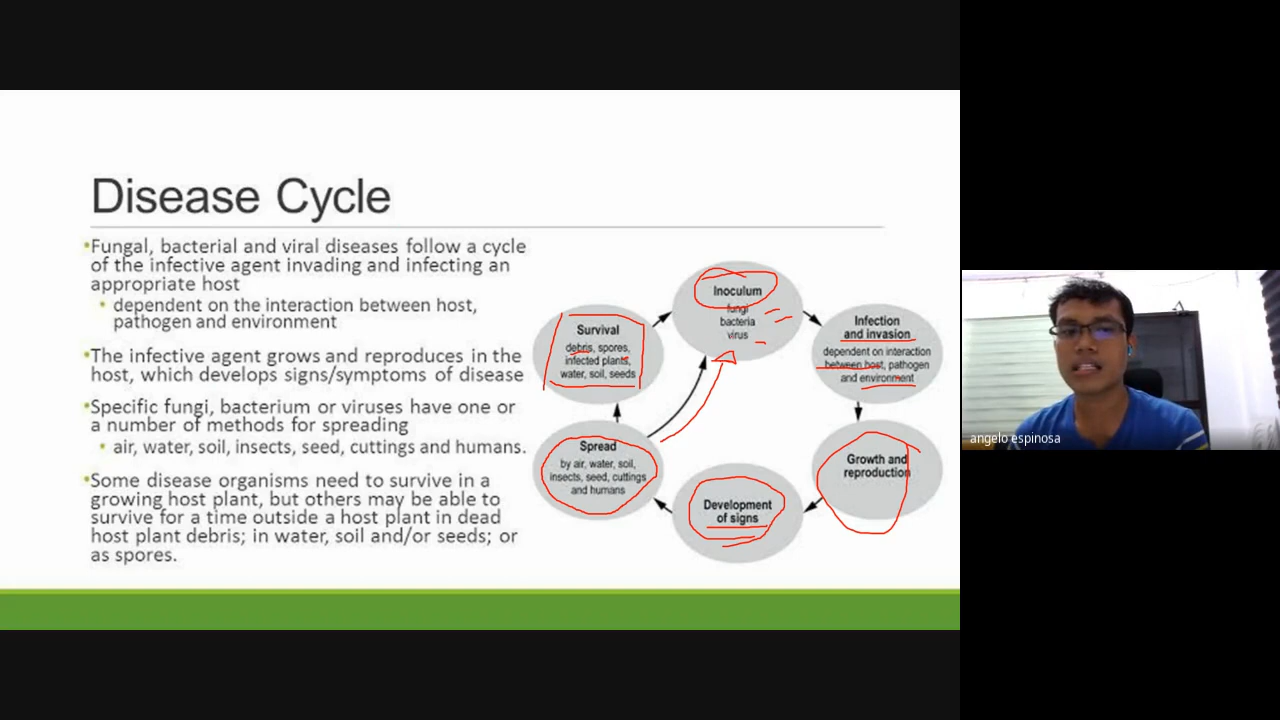 Disease Cycle
•Fungal, bacterial and viral diseases follow a cycle
of the infective agent invading and infecting an
appropriate host
• dependent on the interaction between host,
pathogen and environment
•The infective agent grows and reproduces in the
host, which develops signs/symptoms of disease
•Specific fungi, bacterium or viruses have one or
a number of methods for spreading
• air, water, soil, insects, seed, cuttings and humans.
•Some disease organisms need to survive in a
growing host plant, but others may be able to
survive for a time outside a host plant in dead
host plant debris; in water, soil and/or seeds; or
as spores.
Inoculum
fungi
bacteria
virus
Infection
and invasion
dependent on interaction
between host, pathogen
and environment
Growth and
reproduction
Development
of signs
Spread
by air, water, soil,
insects, seed, cuttings
and humans
Survival
debris, spores,
infected plants,
water, soil, seeds
angelo espinosa